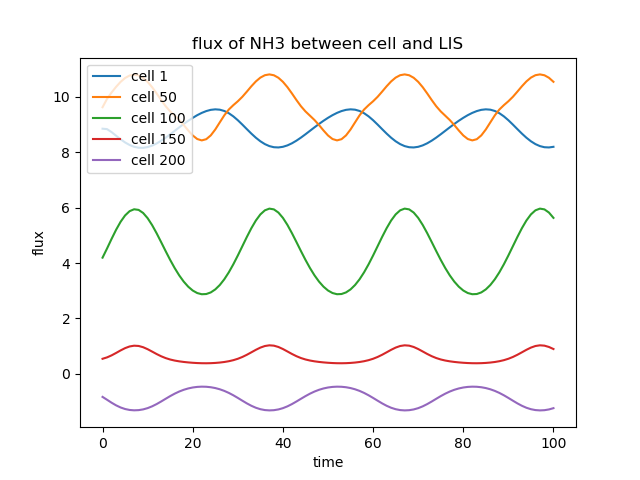 flux of NH3 between cell and LIS
cell 1
cell 50
cell 100
cell 150
cell 200
10
8
6
4
2
0
flux
0 20 40 60 80 100
time